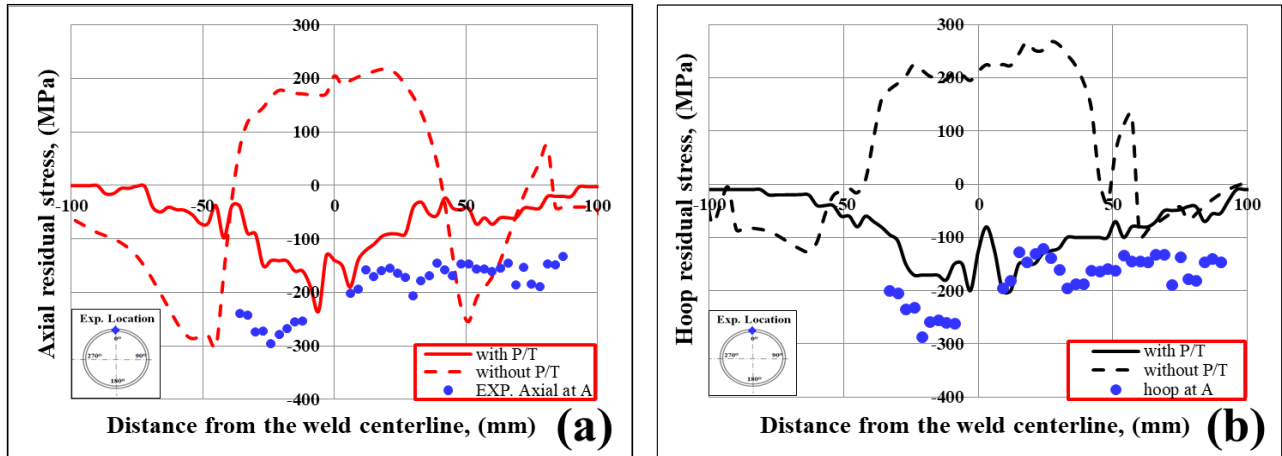 300
200
100
0
-100
-50
0
50
100
-100
-200
-300
-400
Axial residual stress, (MPa)
Exp. Location
0°
270°
90°
180°
with P/T
without P/T
EXP. Axial at A
Distance from the weld centerline, (mm)
(a)
300
200
100
0
-100
-50
0
50
100
-100
-200
-300
-400
Hoop residual stress, (MPa)
Exp. Location
0°
270°
90°
180°
with P/T
without P/T
hoop at A
Distance from the weld centerline, (mm)
(b)